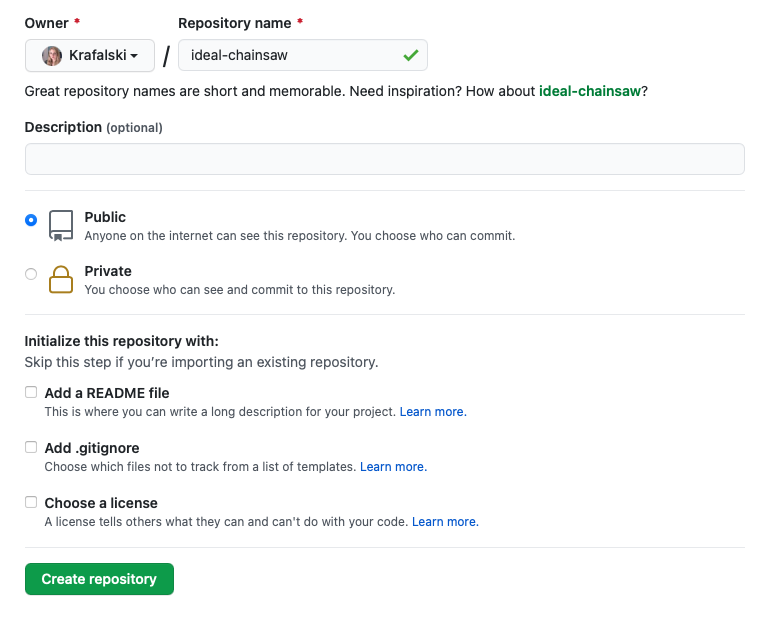 Owner * Repository name *
Krafalski / ideal-chainsaw
Great repository names are short and memorable. Need inspiration? How about ideal-chainsaw?
Description (optional)
Public
Anyone on the internet can see this repository. You choose who can commit.
Private
You choose who can see and commit to this repository.
Initialize this repository with:
Skip this step if you’re importing an existing repository.
Add a README file
This is where you can write a long description for your project. Learn more.
Add .gitignore
Choose which files not to track from a list of templates. Learn more.
Choose a license
A license tells others what they can and can't do with your code. Learn more.
Create repository